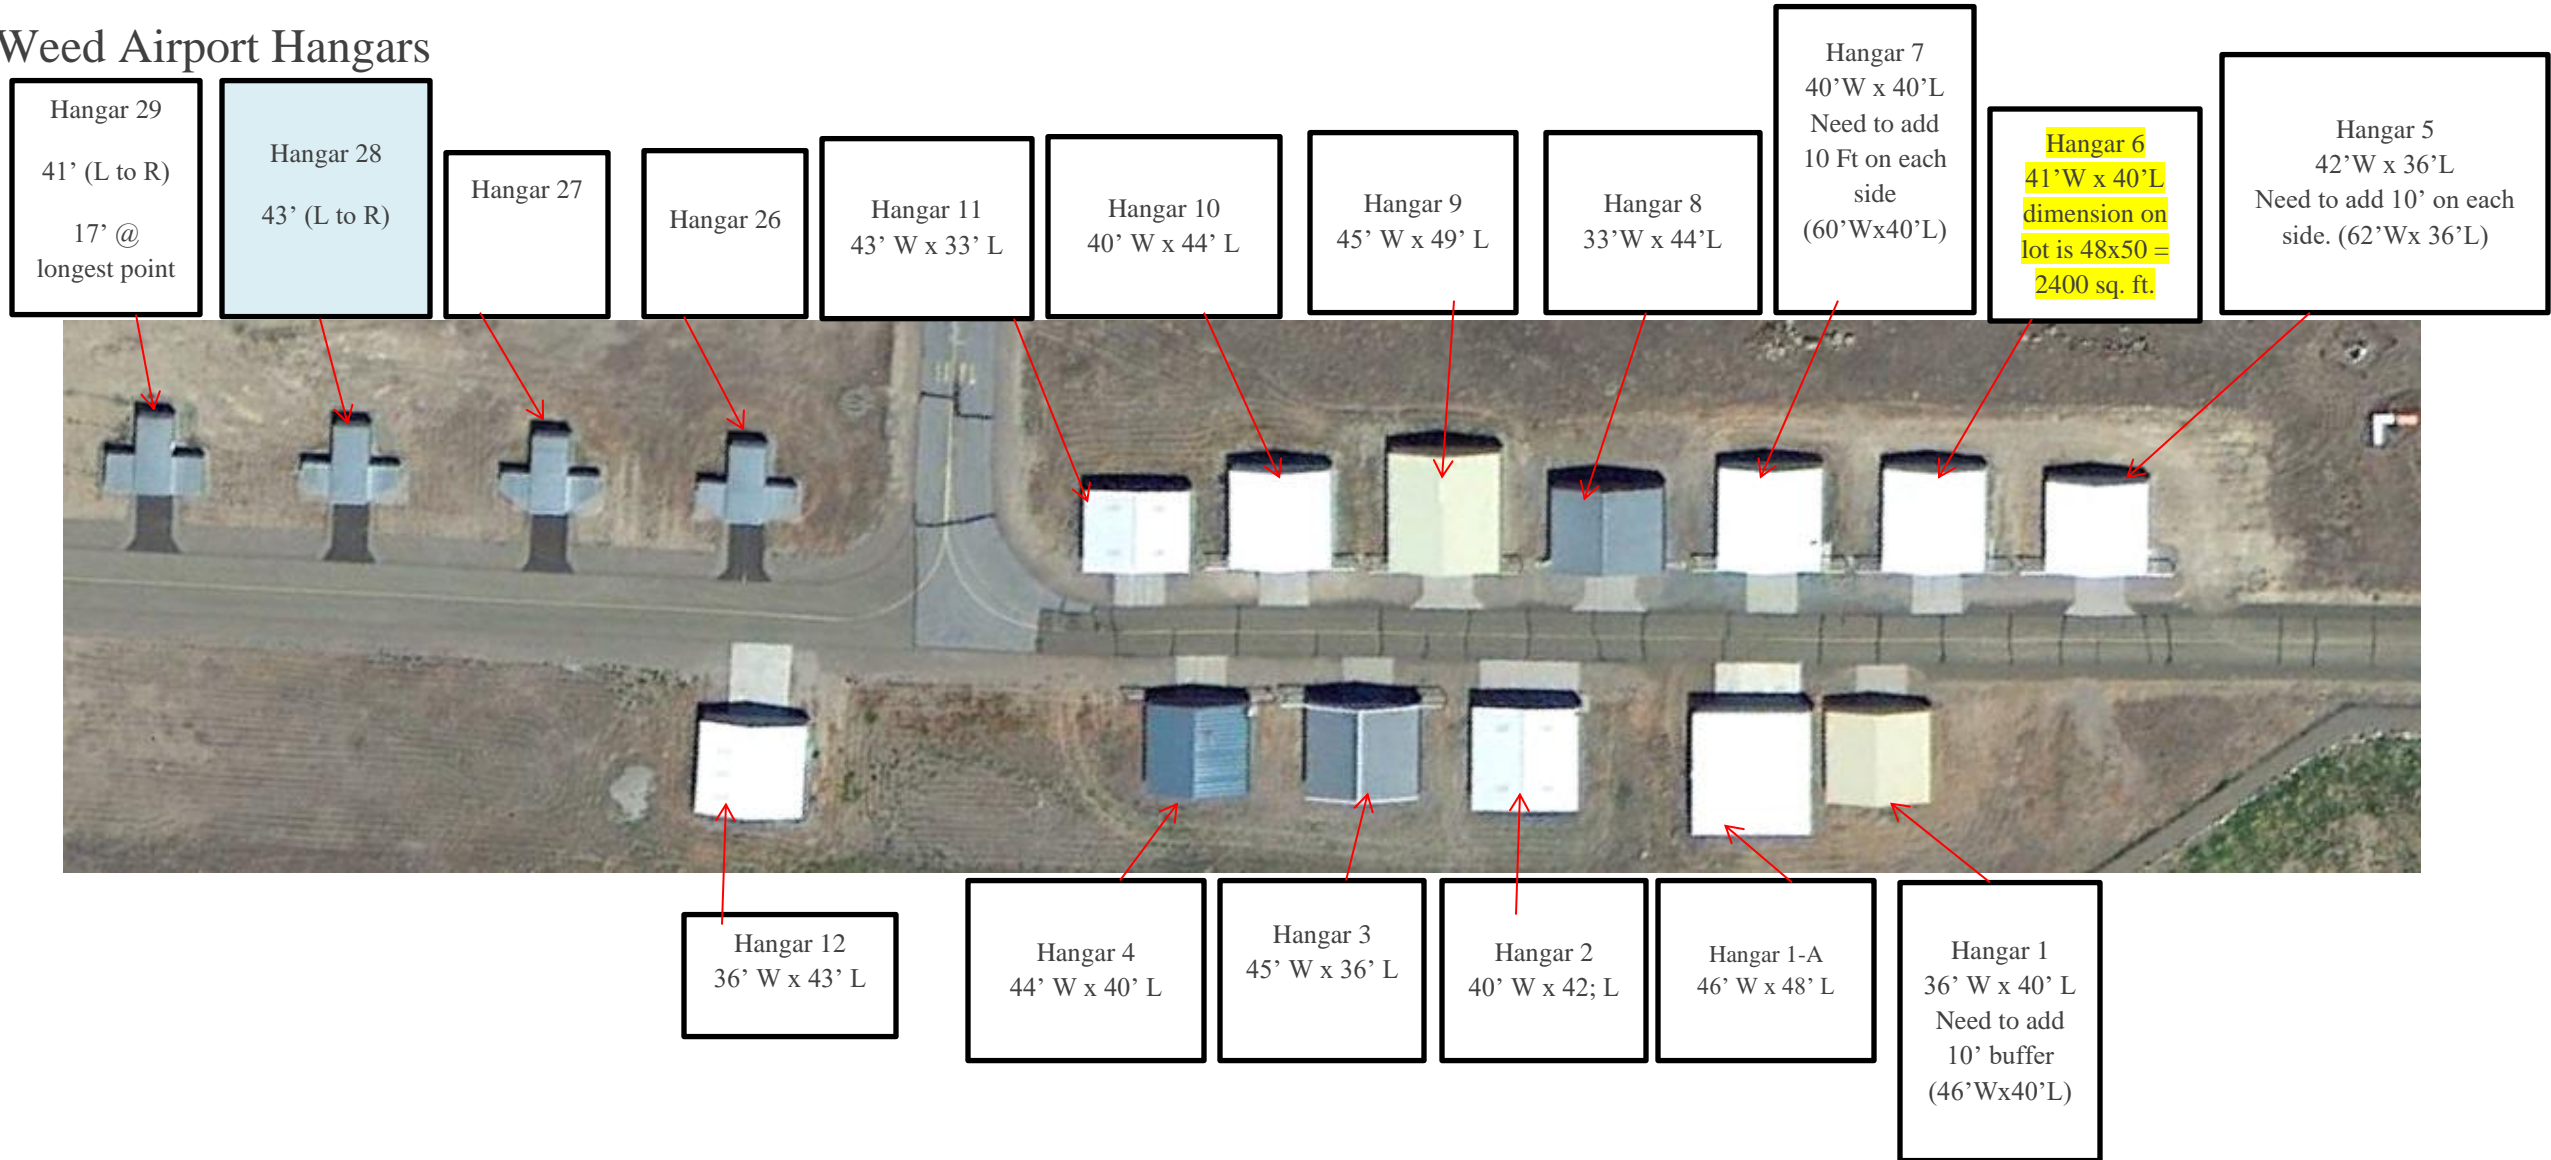 Weed Airport Hangars
Hangar 29
41’ (L to R)
17’ @
longest point
Hangar 28
43’ (L to R)
Hangar 27
Hangar 26
Hangar 11
43’ W x 33’ L
Hangar 10
40’ W x 44’ L
Hangar 9
45’ W x 49’ L
Hangar 8
33’W x 44’L
Hangar 7
40’W x 40’L
Need to add
10 Ft on each
side
(60’Wx40’L)
Hangar 6
41’W x 40’L
dimension on
lot is 48x50 =
2400 sq. ft.
Hangar 5
42’W x 36’L
Need to add 10’ on each
side. (62’Wx 36’L)
Hangar 12
36’ W x 43’ L
Hangar 4
44’ W x 40’ L
Hangar 3
45’ W x 36’ L
Hangar 2
40’ W x 42; L
Hangar 1-A
46’ W x 48’ L
Hangar 1
36’ W x 40’ L
Need to add
10’ buffer
(46’Wx40’L)